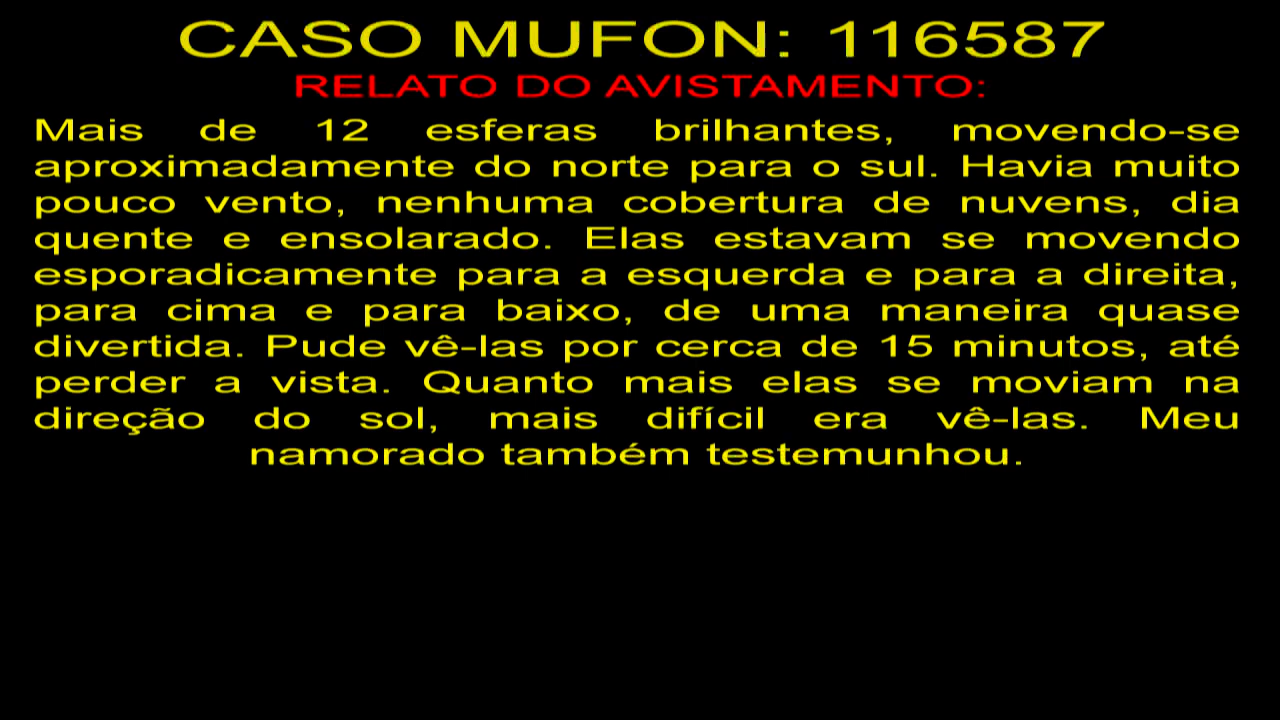 CASO MUFON: 116587
RELATO DO AVISTAMENTO:
Mais de 12 esferas brilhantes, movendo-se
aproximadamente do norte para o sul. Havia muito
pouco vento, nenhuma cobertura de nuvens, dia
quente e ensolarado. Elas estavam se movendo
esporadicamente para a esquerda e para a direita,
para cima e para baixo, de uma maneira quase
divertida. Pude vê-las por cerca de 15 minutos, até
perder a vista. Quanto mais elas se moviam na
direção do sol, mais difícil era vê-las. Meu
namorado também testemunhou.